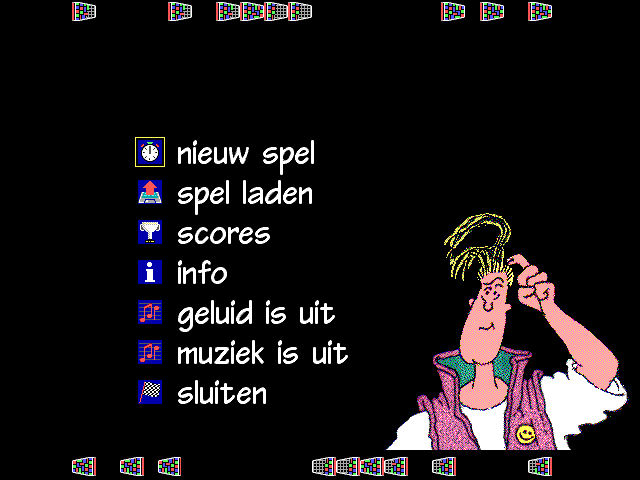 nieuw spel
spel laden
scores
info
geluid is uit
muziek is uit
sluiten